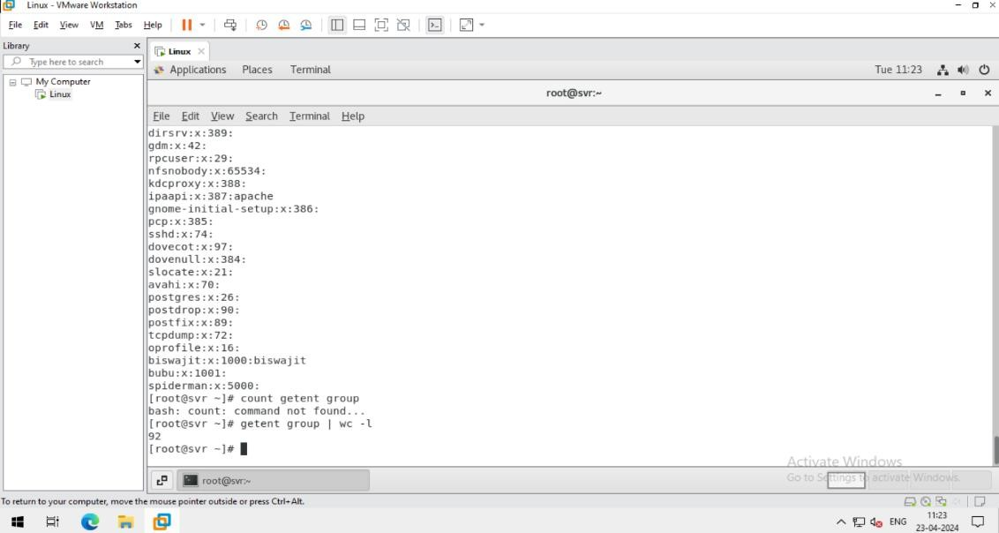 Linux - VMware Workstation
File Edit View VM Tabs Help
Library
Type here to search
My Computer
Linux
Linux
Applications Places Terminal Tue 11:23
root@svr:~
File Edit View Search Terminal Help
dirsrv:x:389:
gdm:x:42:
rpcuser:x:29:
nfsnobody:x:65534:
kdcproxy:x:388:
ipaapi:x:387:apache
gnome-initial-setup:x:386:
pcp:x:385:
sshd:x:74:
dovecot:x:97:
dovenull:x:384:
slocate:x:21:
avahi:x:70:
postgres:x:26:
postdrop:x:90:
postfix:x:89:
tcpdump:x:72:
oprofile:x:16:
biswajit:x:1000:biswajit
bubu:x:1001:
spiderman:x:5000:
[root@svr ~]# count getent group
bash: count: command not found...
[root@svr ~]# getent group | wc -l
92
[root@svr ~]#
Activate Windows
Go to Settings to activate Windows.
root@svr:~
To return to your computer, move the mouse pointer outside or press Ctrl+Alt.
ENG
11:23
23-04-2024